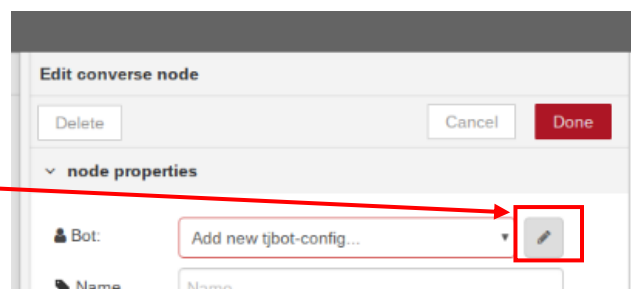 Edit converse node
Delete Cancel Done
node properties
Bot: Add new tjbot-config...
Name Name